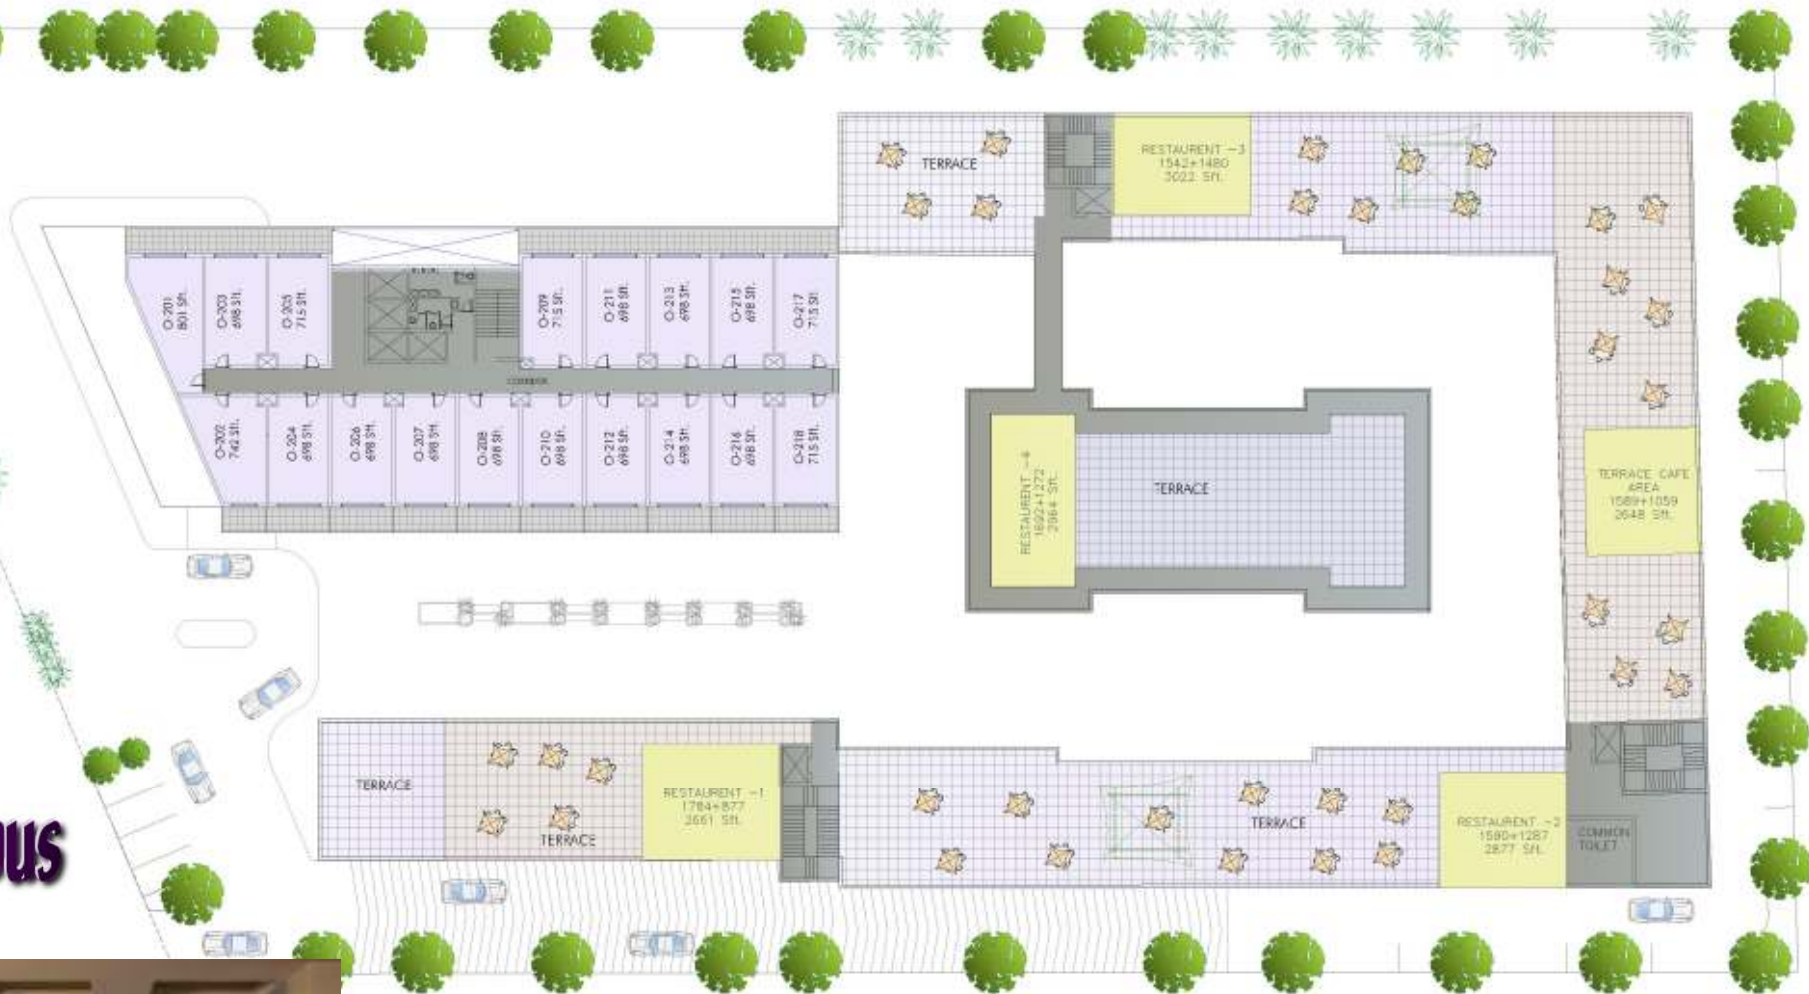 TERRACE
RESTAURENT -3
1542+1480
3022 Sft.
O-201
801 Sft.
O-203
698 Sft.
O-205
715 Sft.
O-209
715 Sft.
O-211
698 Sft.
O-213
698 Sft.
O-215
698 Sft.
O-217
715 Sft.
CORRIDOR
O-202
742 Sft.
O-204
698 Sft.
O-206
698 Sft.
O-207
698 Sft.
O-208
698 Sft.
O-210
698 Sft.
O-212
698 Sft.
O-214
698 Sft.
O-216
698 Sft.
O-218
715 Sft.
RESTAURENT -4
1692+1272
2964 Sft.
TERRACE
TERRACE CAFE
AREA
1589+1059
2648 Sft.
TERRACE
TERRACE
RESTAURENT -1
1784+877
2661 Sft.
TERRACE
RESTAURENT -2
1590+1287
2877 Sft.
COMMON
TOILET